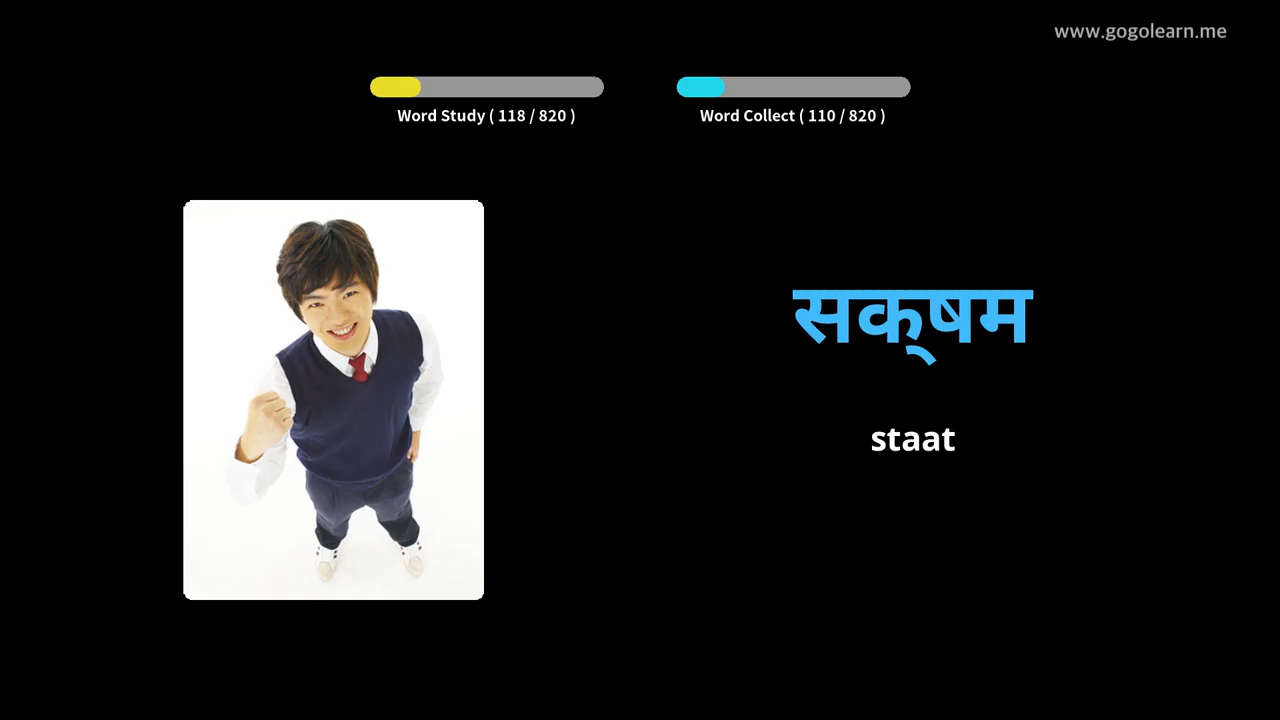 www.gogolearn.me
Word Study ( 118 / 820 )
Word Collect ( 110 / 820 )
सक्षम
staat